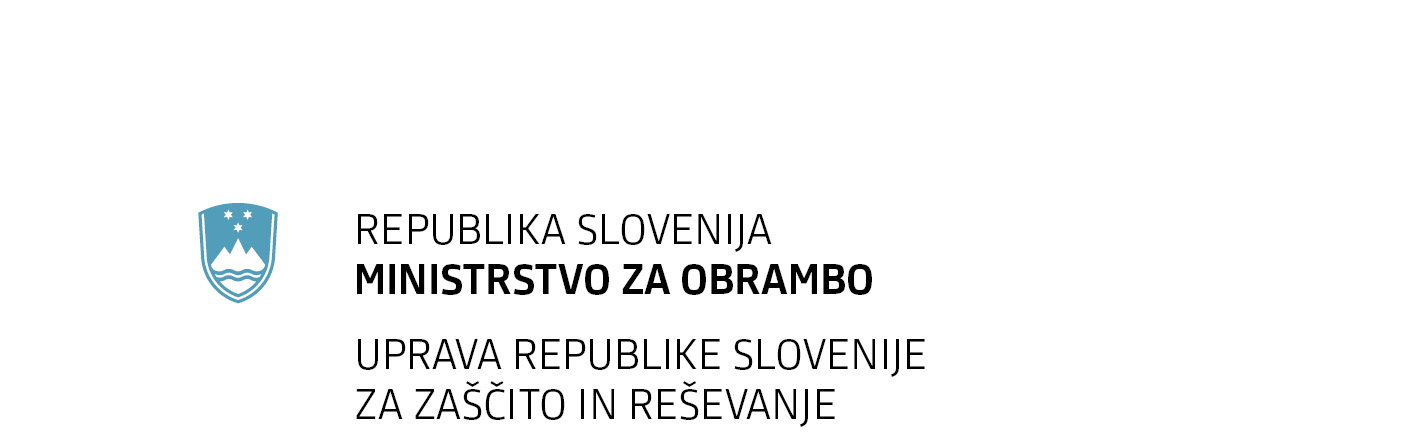 REPUBLIKA SLOVENIJA
MINISTRSTVO ZA OBRAMBO
UPRAVA REPUBLIKE SLOVENIJE
ZA ZAŠČITO IN REŠEVANJE